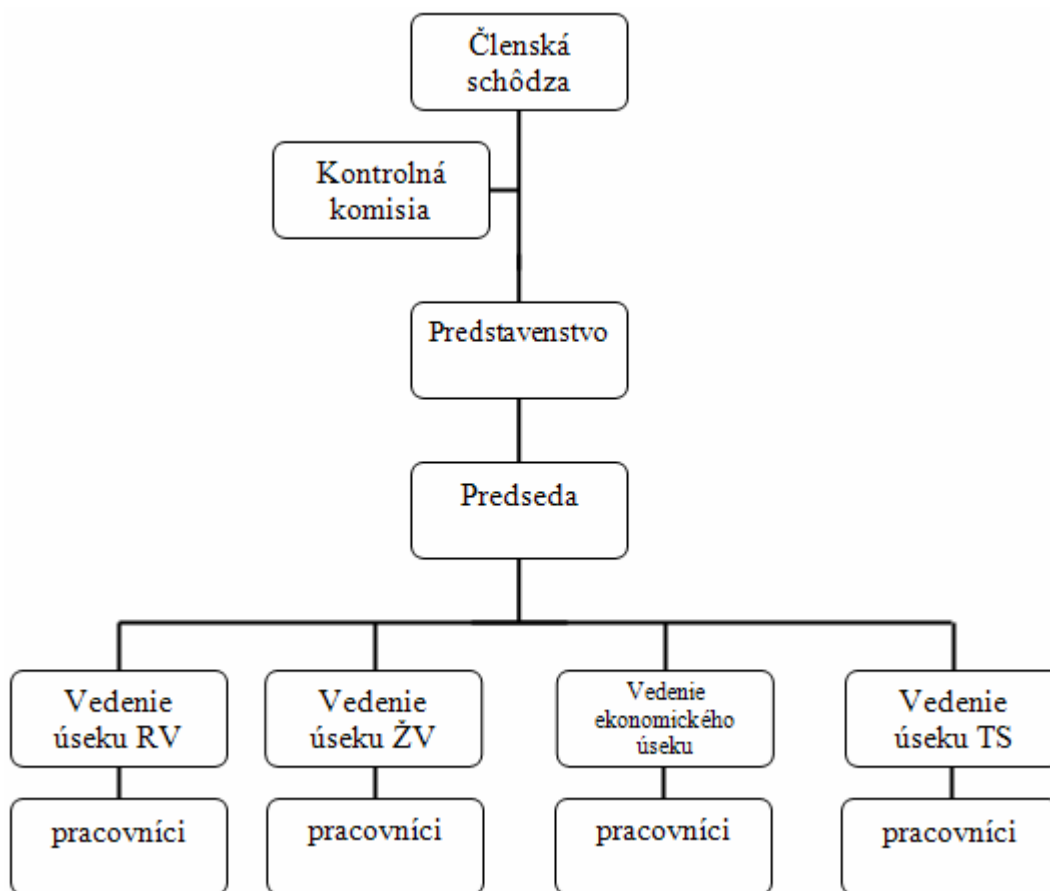 Členská
schôdza
Kontrolná
komisia
Predstavenstvo
Predseda
Vedenie
úseku RV
Vedenie
úseku ŽV
Vedenie
ekonomického
úseku
Vedenie
úseku TS
pracovníci
pracovníci
pracovníci
pracovníci